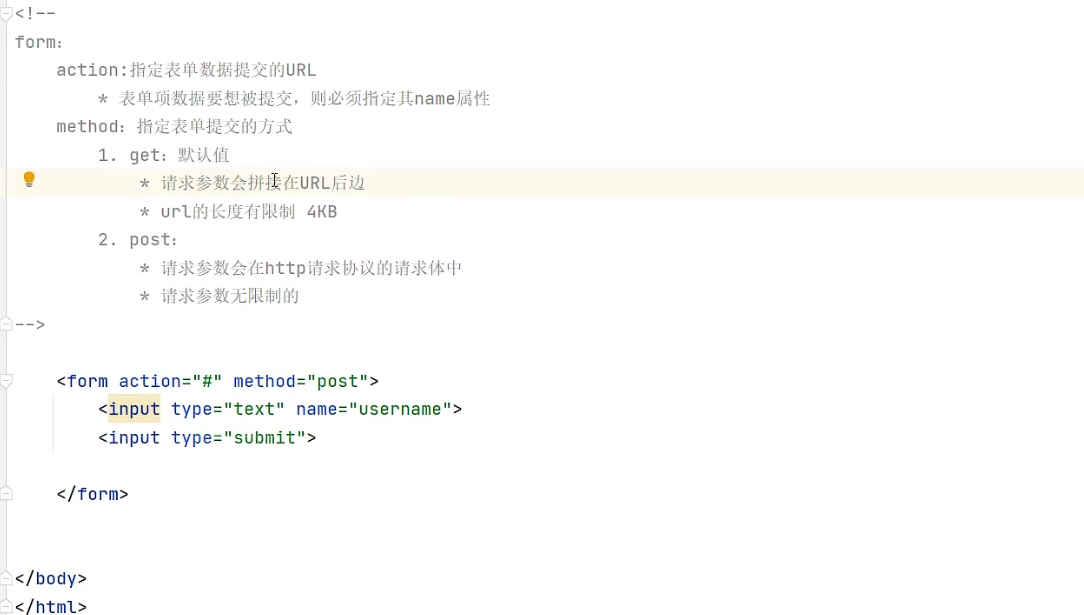 <!--
form：
action:指定表单数据提交的URL
* 表单项数据要想被提交，则必须指定其name属性
method：指定表单提交的方式
1. get：默认值
* 请求参数会拼接在URL后边
* url的长度有限制 4KB
2. post：
* 请求参数会在http请求协议的请求体中
* 请求参数无限制的
-->
<form action="#" method="post">
<input type="text" name="username">
<input type="submit">
</form>
</body>
</html>